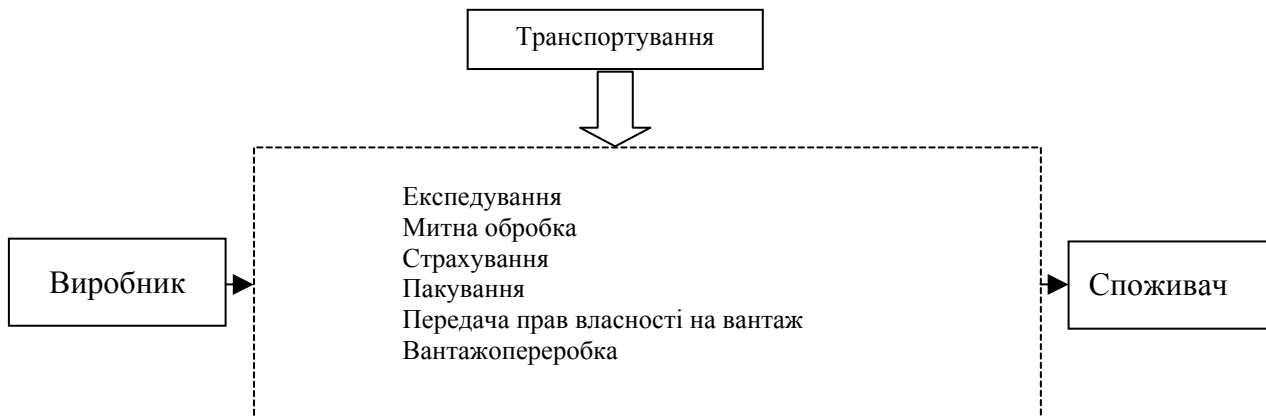 Транспортування
Експедування
Митна обробка
Страхування
Пакування
Передача прав власності на вантаж
Вантажопереробка
Виробник
Споживач